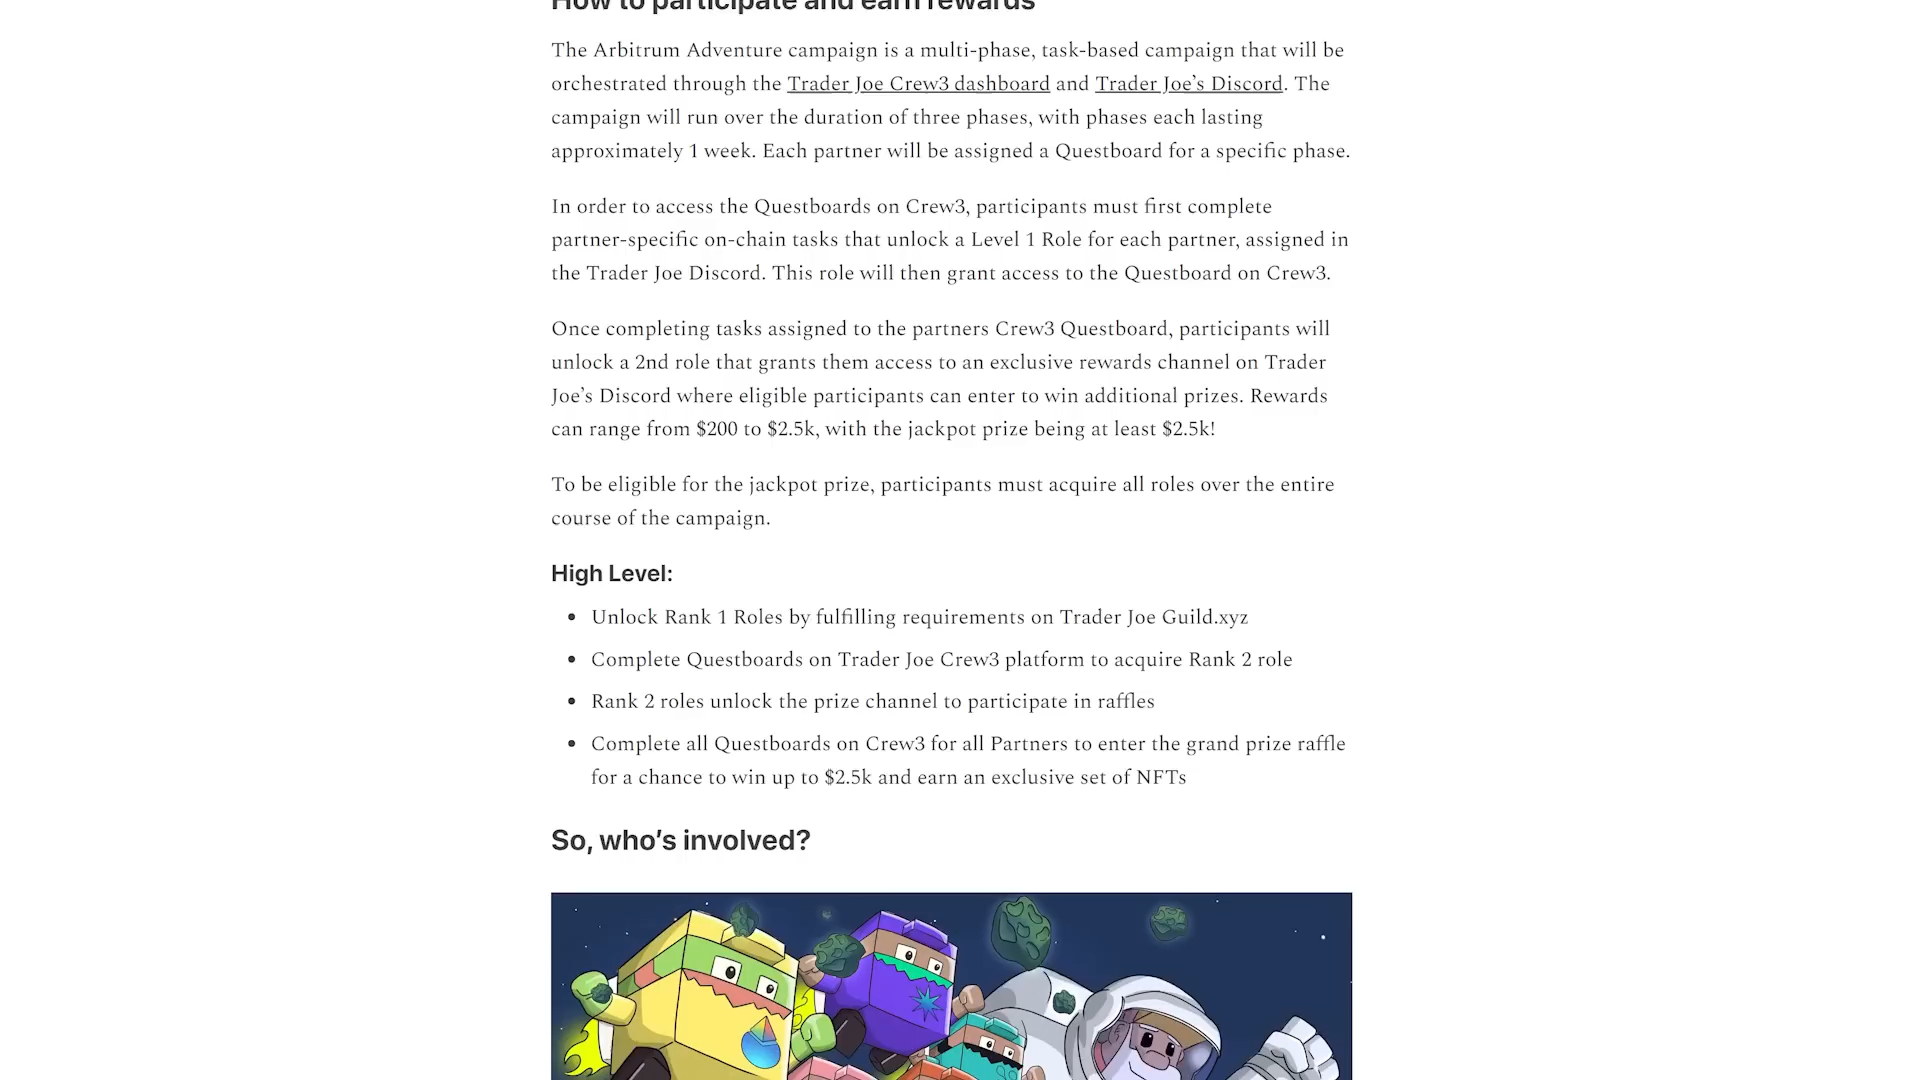 How to participate and earn rewards
The Arbitrum Adventure campaign is a multi-phase, task-based campaign that will be
orchestrated through the Trader Joe Crew3 dashboard and Trader Joe’s Discord. The
campaign will run over the duration of three phases, with phases each lasting
approximately 1 week. Each partner will be assigned a Questboard for a specific phase.
In order to access the Questboards on Crew3, participants must first complete
partner-specific on-chain tasks that unlock a Level 1 Role for each partner, assigned in
the Trader Joe Discord. This role will then grant access to the Questboard on Crew3.
Once completing tasks assigned to the partners Crew3 Questboard, participants will
unlock a 2nd role that grants them access to an exclusive rewards channel on Trader
Joe’s Discord where eligible participants can enter to win additional prizes. Rewards
can range from $200 to $2.5k, with the jackpot prize being at least $2.5k!
To be eligible for the jackpot prize, participants must acquire all roles over the entire
course of the campaign.
High Level:
• Unlock Rank 1 Roles by fulfilling requirements on Trader Joe Guild.xyz
• Complete Questboards on Trader Joe Crew3 platform to acquire Rank 2 role
• Rank 2 roles unlock the prize channel to participate in raffles
• Complete all Questboards on Crew3 for all Partners to enter the grand prize raffle
for a chance to win up to $2.5k and earn an exclusive set of NFTs
So, who’s involved?